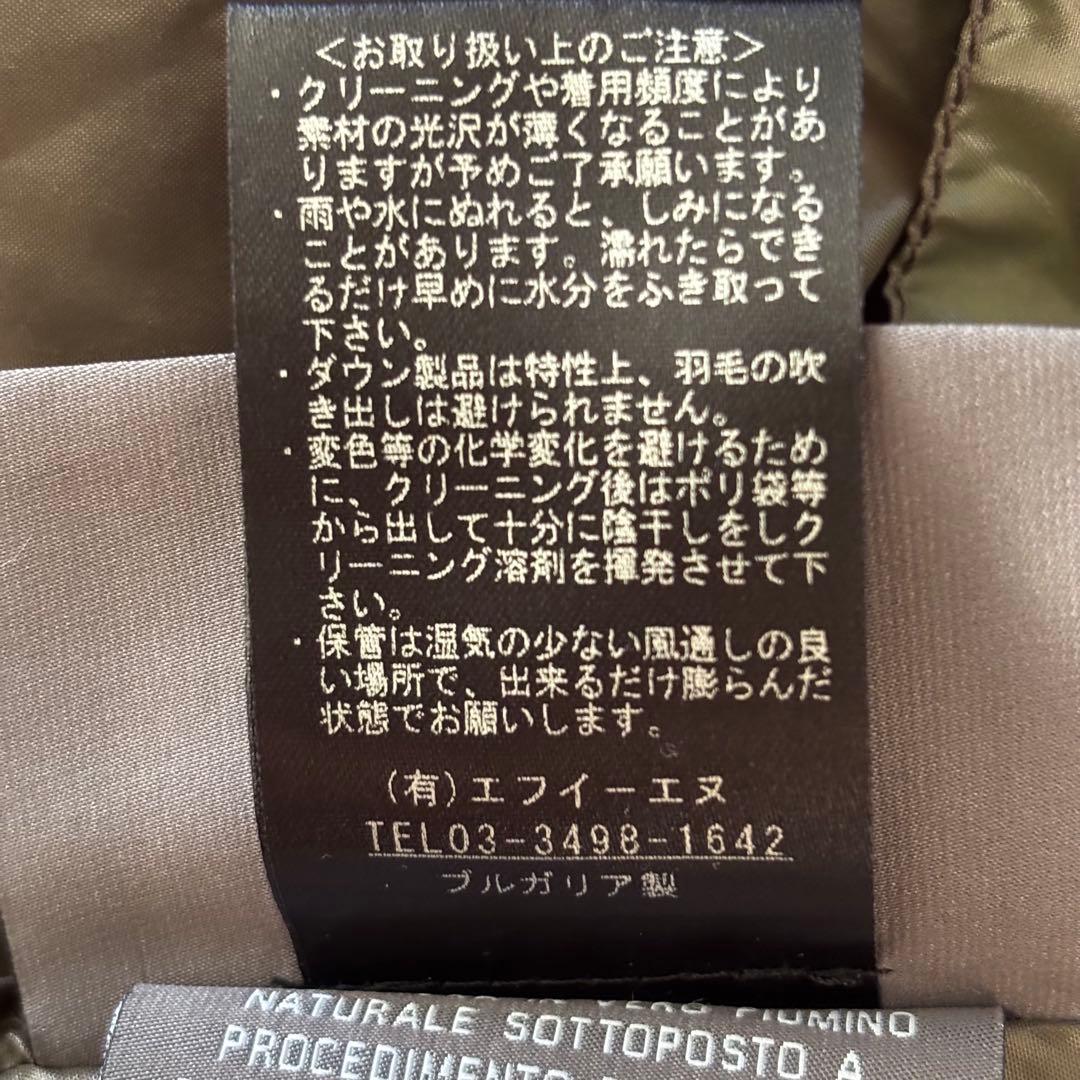 <お取り扱い上のご注意>
・クリーニングや着用頻度により
素材の光沢が薄くなることがあ
りますが予めご了承願います。
・雨や水にぬれると、しみになる
ことがあります。濡れたらでき
るだけ早めに水分をふき取って
下さい。
・ダウン製品は特性上、羽毛の吹
き出しは避けられません。
・変色等の化学変化を避けるため
に、クリーニング後はポリ袋等
から出して十分に陰干しをしク
リーニング溶剤を揮発させて下
さい。
・保管は湿気の少ない風通しの良
い場所で、出来るだけ膨らんだ
状態でお願いします。
(有)エフイーエヌ
TEL03-3498-1642
ブルガリア製
PIUMINO
NATURALE SOTTOPOSTO A
PROCEDIMENTO